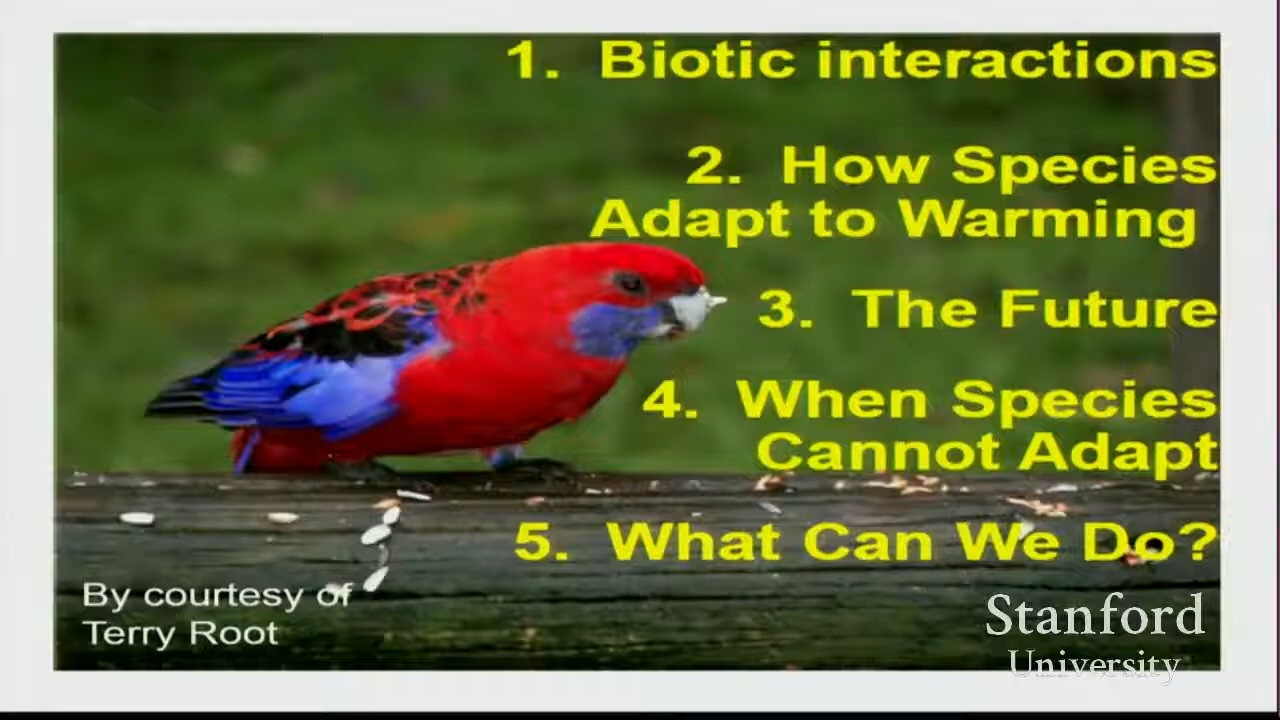 1. Biotic interactions
2. How Species
Adapt to Warming
3. The Future
4. When Species
Cannot Adapt
5. What Can We Do?
By courtesy of
Terry Root
Stanford
University